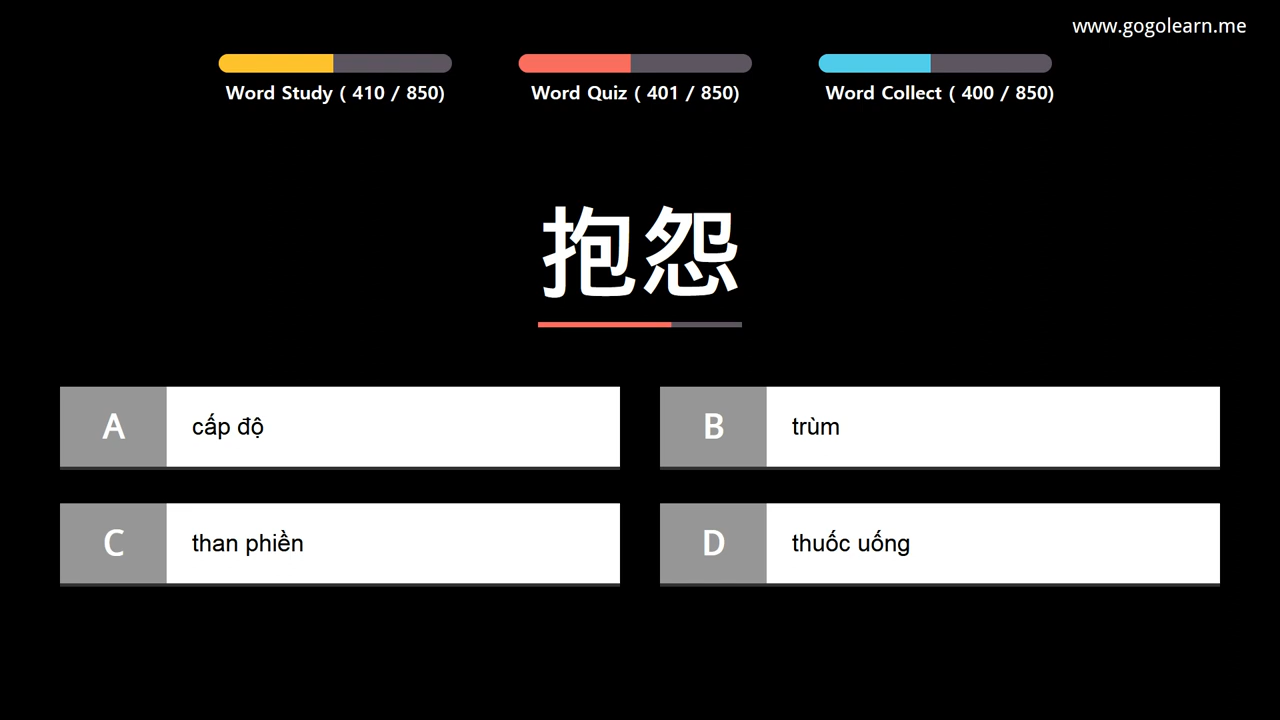 www.gogolearn.me
Word Study ( 410 / 850)
Word Quiz ( 401 / 850)
Word Collect ( 400 / 850)
抱怨
A cấp độ
B trùm
C than phiền
D thuốc uống